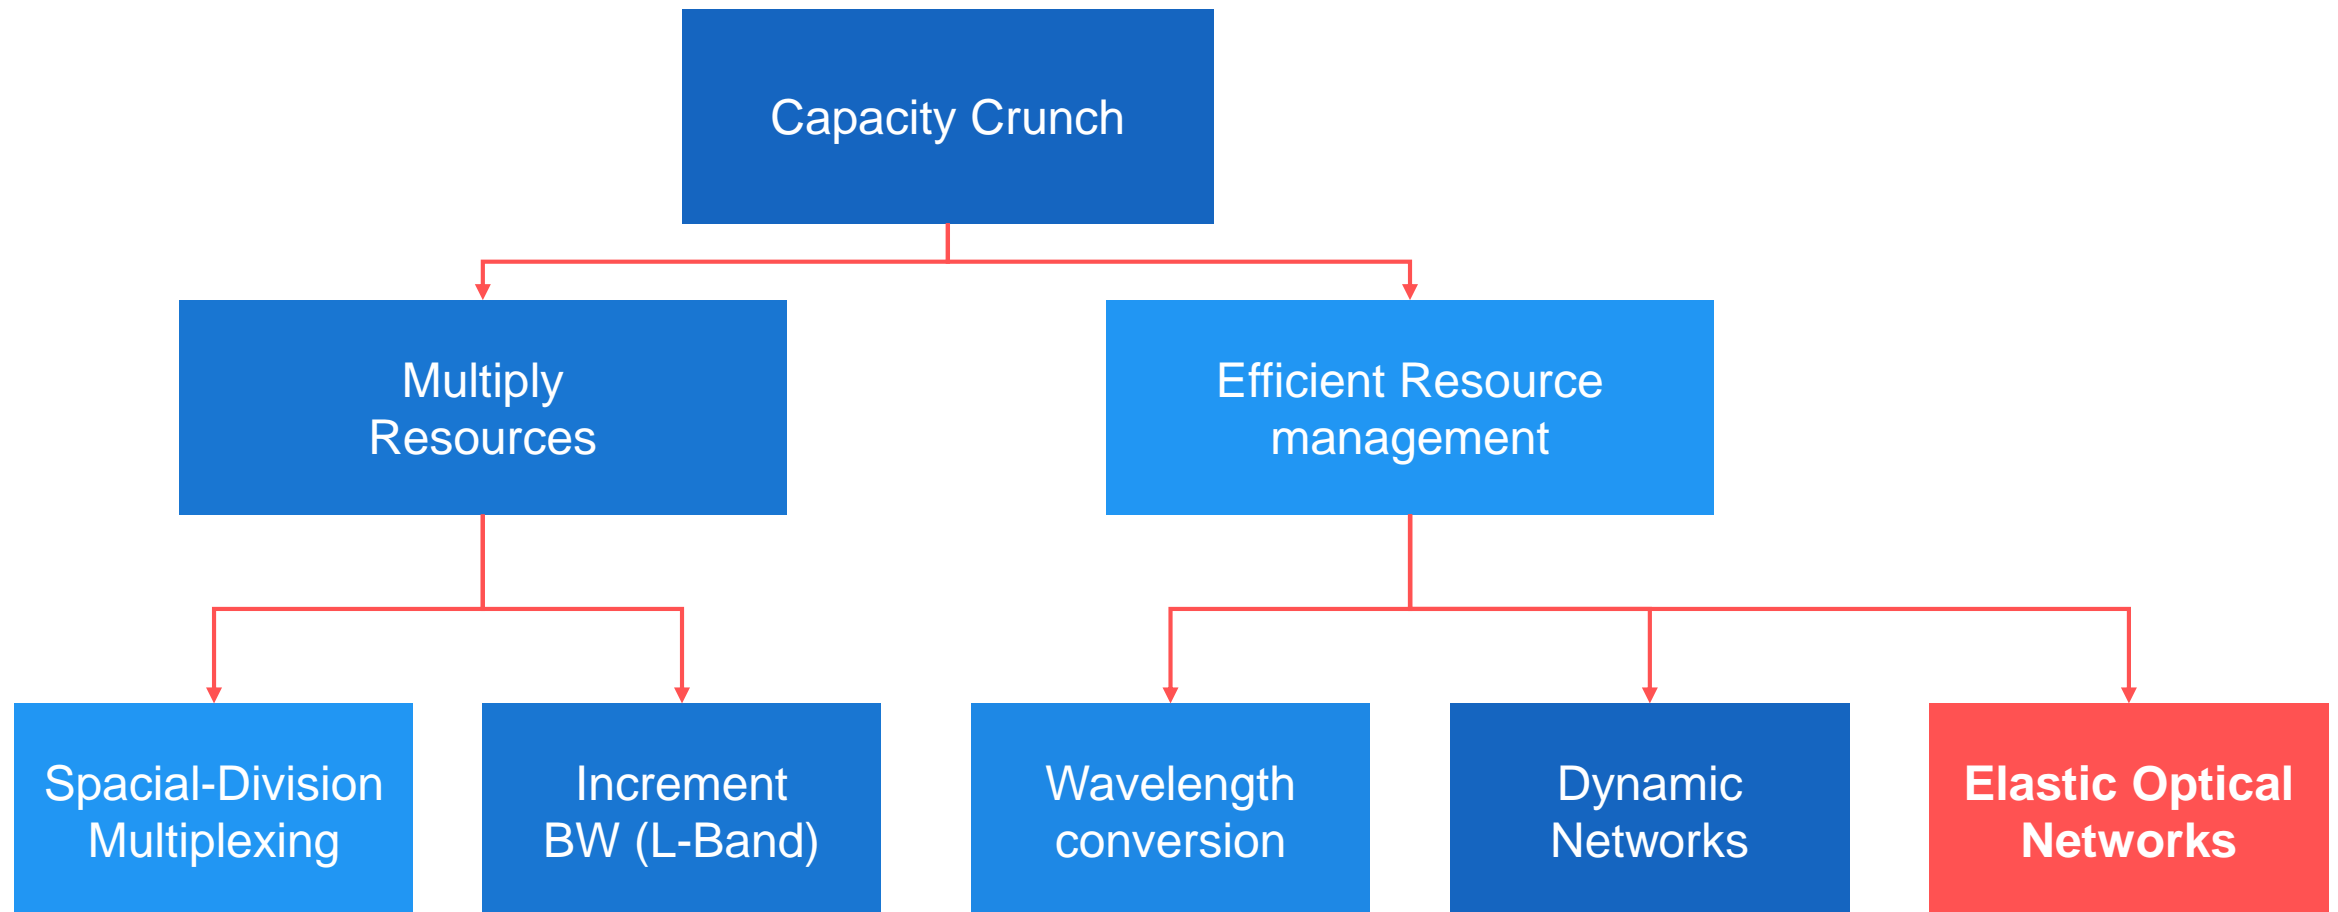 Capacity Crunch
Multiply
Resources
Efficient Resource
management
Spacial-Division
Multiplexing
Increment
BW (L-Band)
Wavelength
conversion
Dynamic
Networks
Elastic Optical
Networks